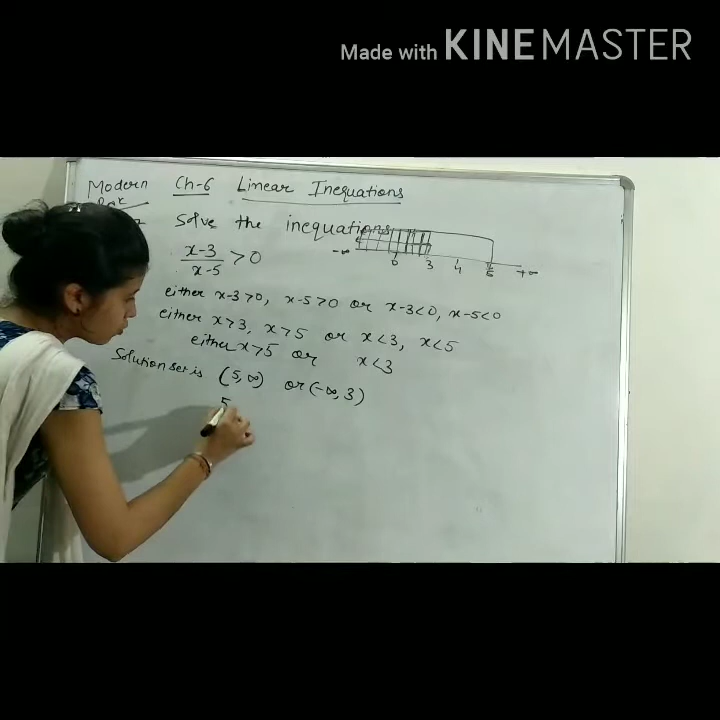 Made with KINEMASTER
Modern Ch-6 Linear Inequations
Solve the inequations
x-3/x-5 > 0
-∞ 0 3 4 5 +∞
either x-3>0, x-5>0 or x-3<0, x-5<0
either x>3, x>5 or x<3, x<5
either x>5 or x<3
Solution set is (5,∞) or (-∞,3)
5